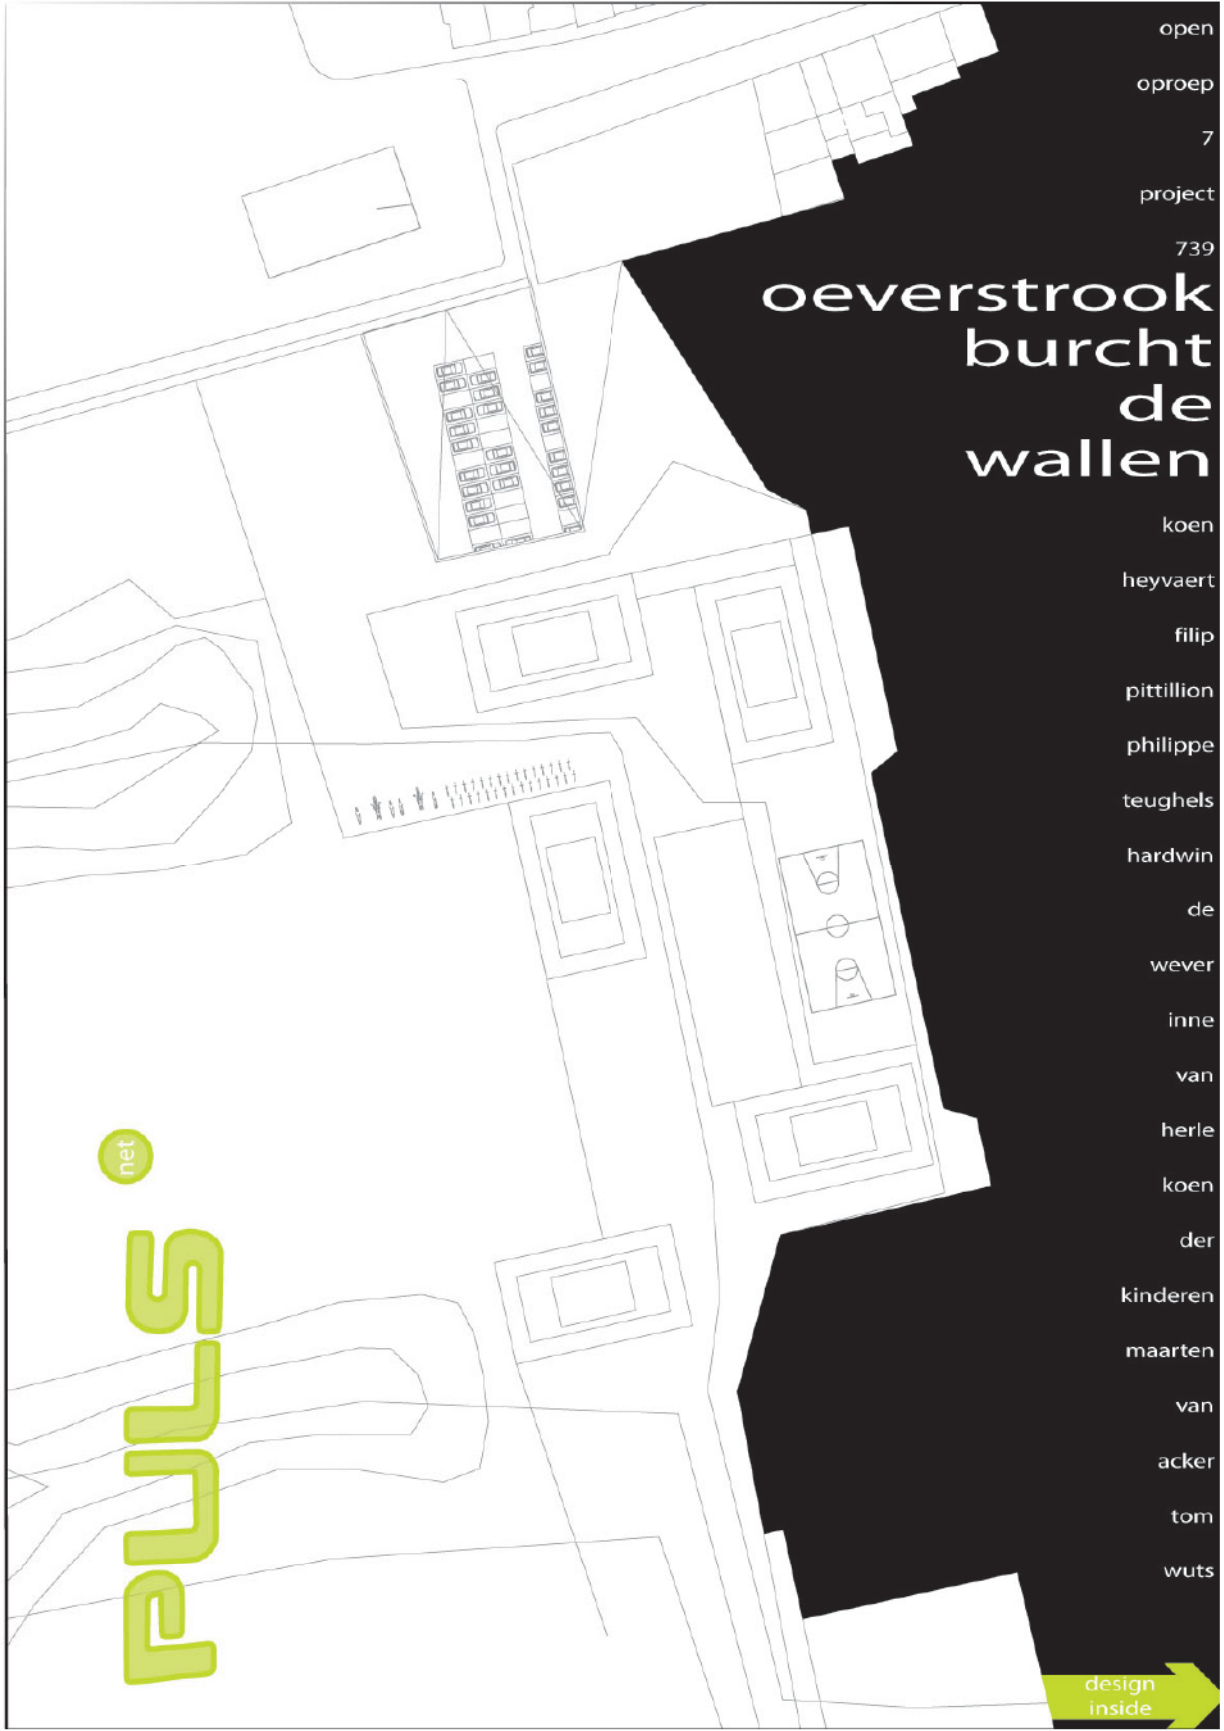 open
oproep
7
project
739
oeverstrook
burcht
de
wallen
koen
heyvaert
filip
pittillion
philippe
teughels
hardwin
de
wever
inne
van
herle
koen
der
kinderen
maarten
van
acker
tom
wuts
design
inside
PULS
net